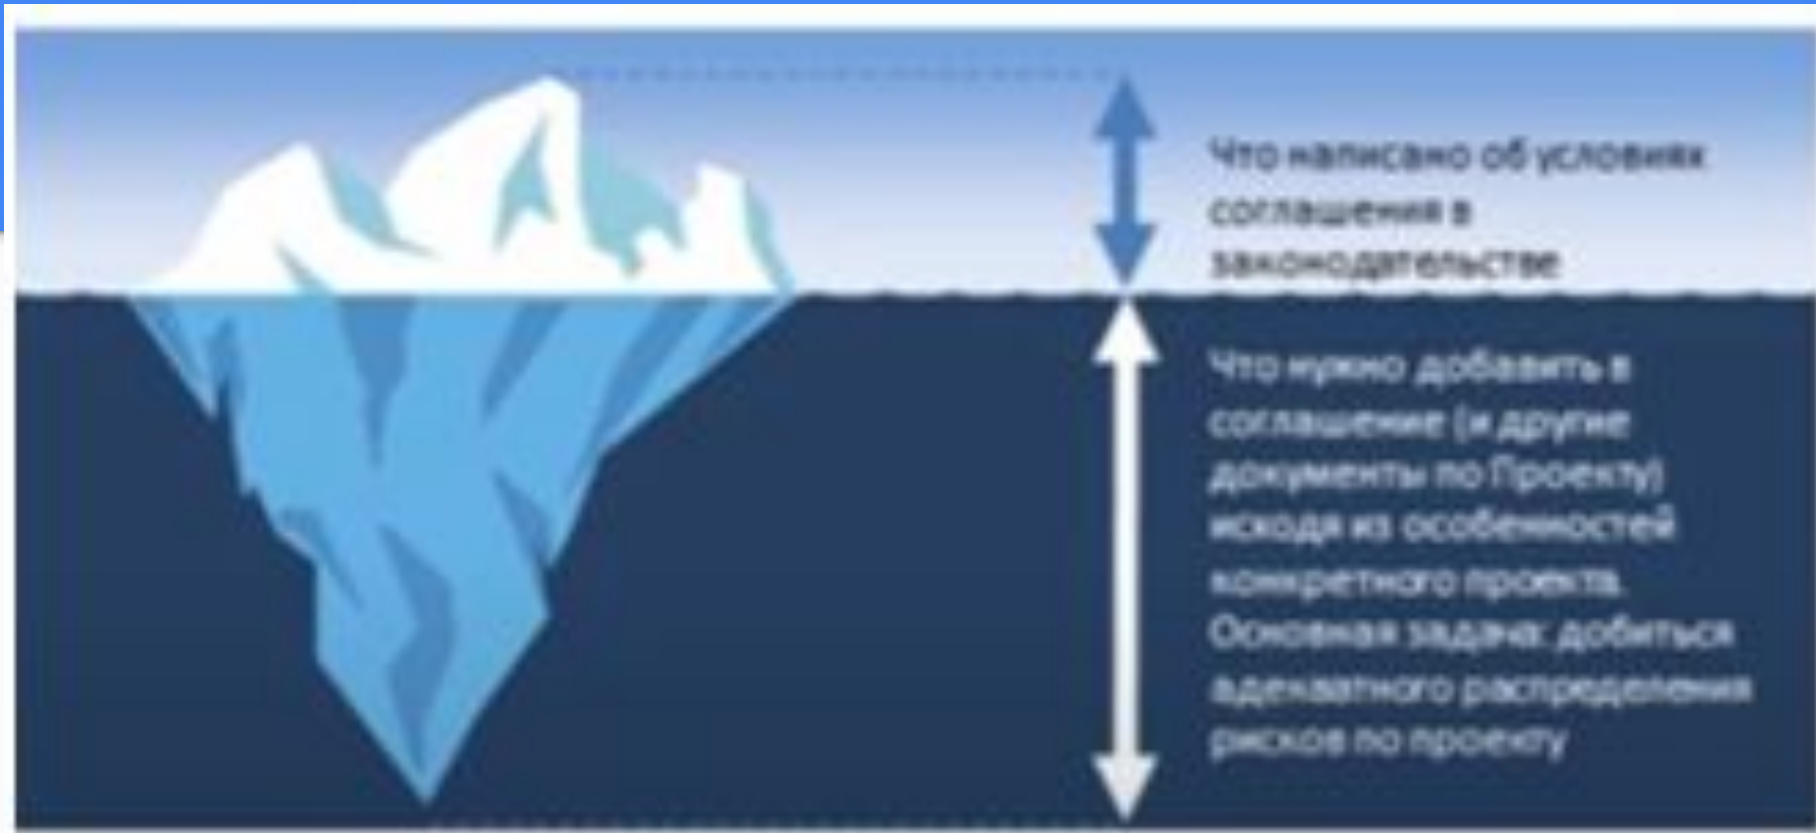 Что написано об условиях
соглашения в
законодательстве
Что нужно добавить в
соглашение (и другие
документы по Проекту)
исходя из особенностей
конкретного проекта.
Основная задача: добиться
адекватного распределения
рисков по проекту